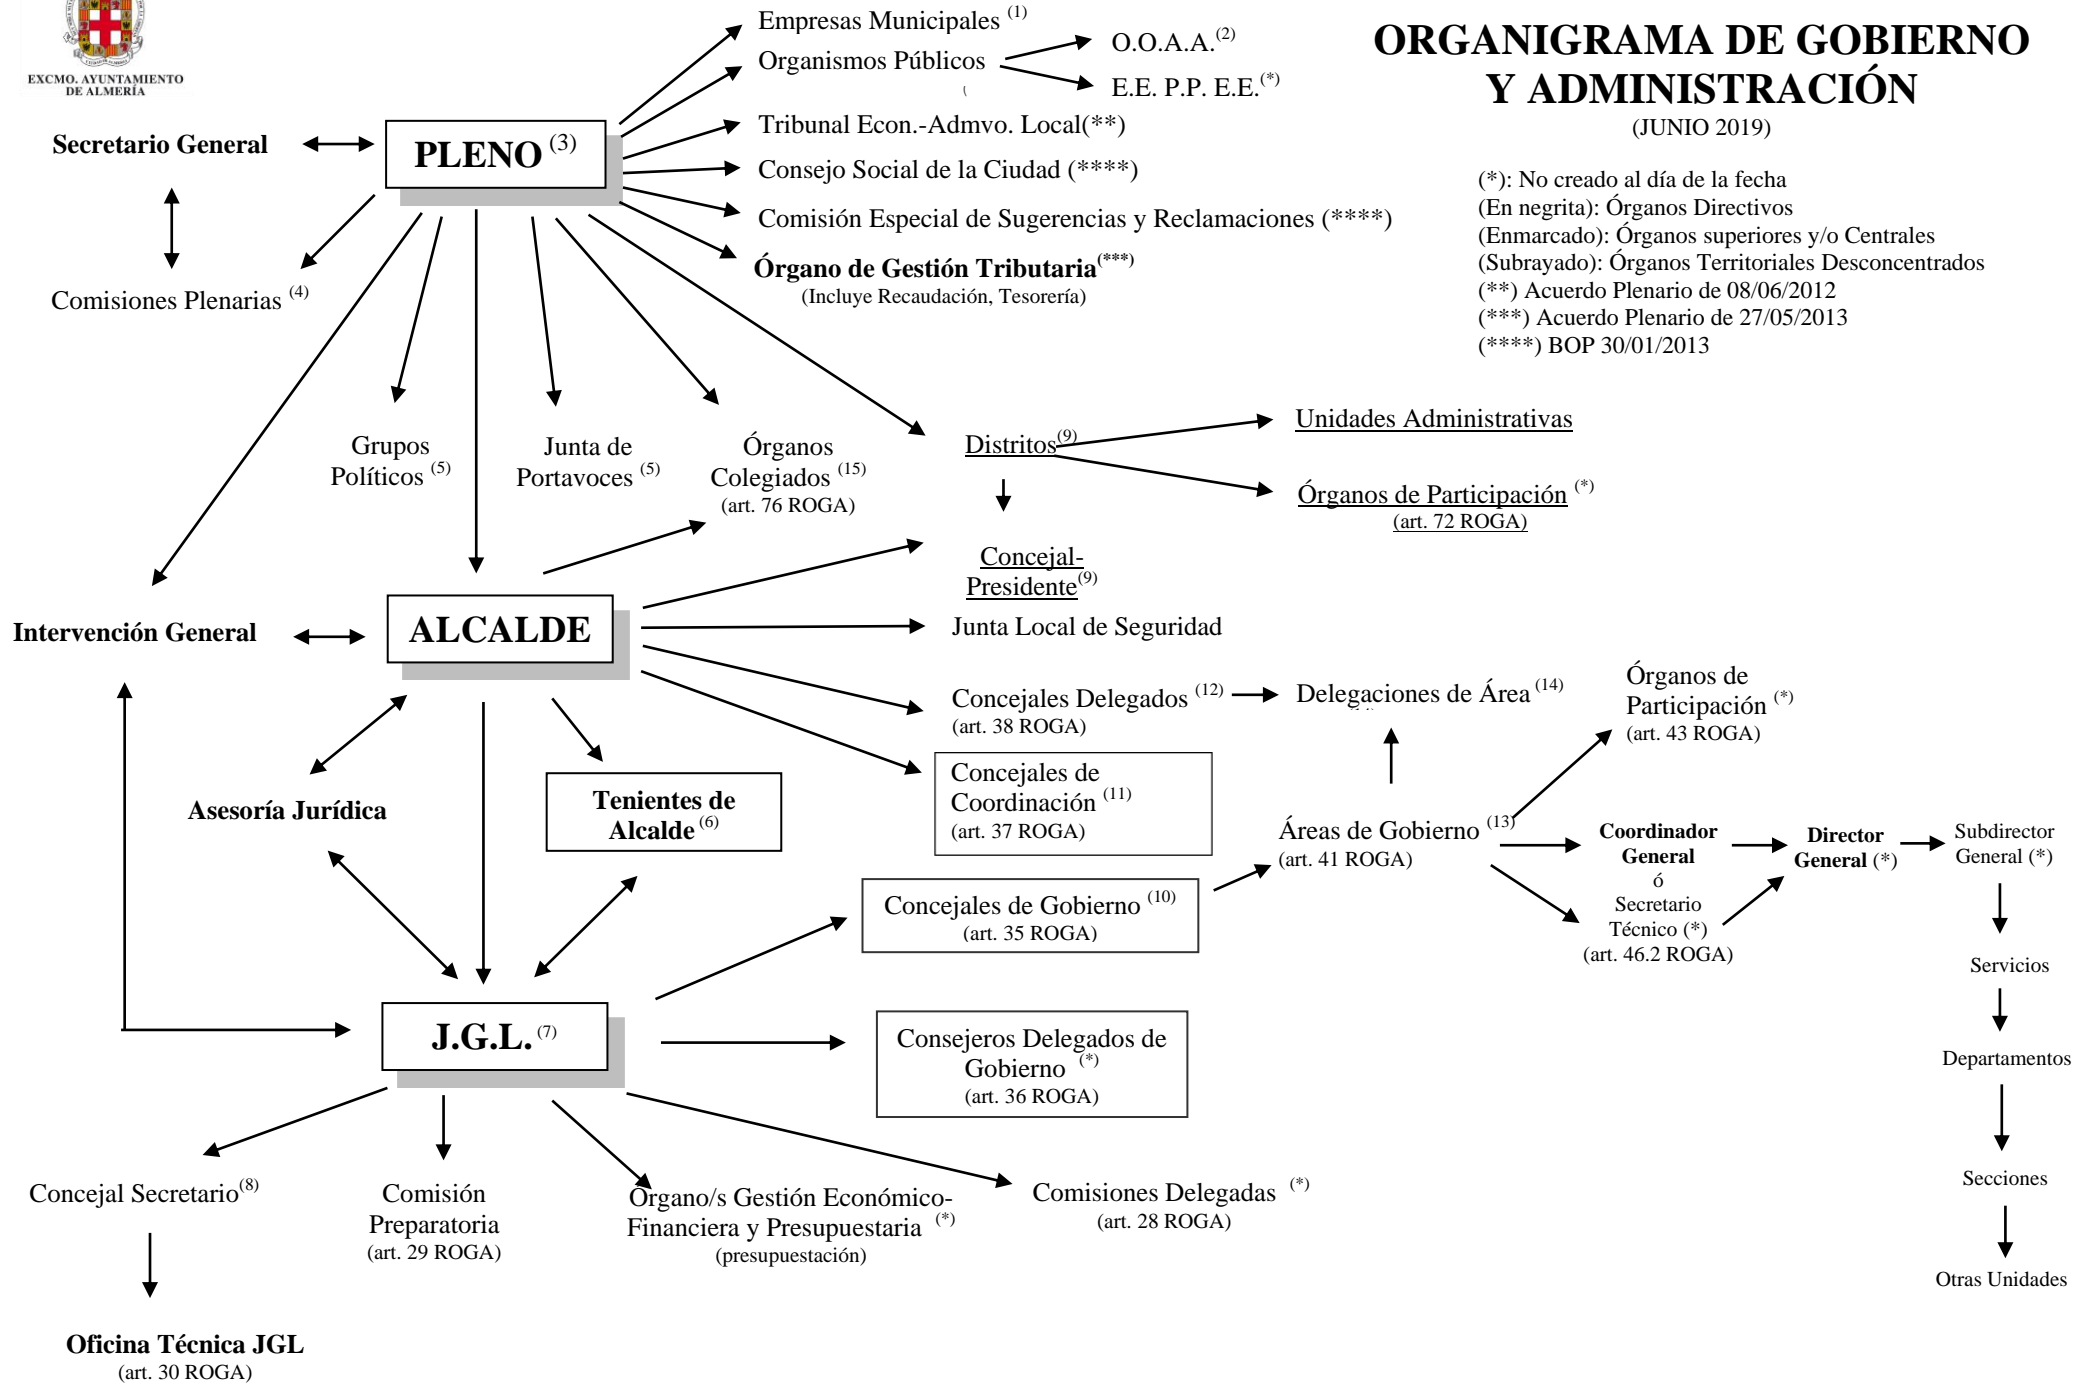 EXCMO. AYUNTAMIENTO
DE ALMERÍA
ORGANIGRAMA DE GOBIERNO
Y ADMINISTRACIÓN
(JUNIO 2019)
(*): No creado al día de la fecha
(En negrita): Órganos Directivos
(Enmarcado): Órganos superiores y/o Centrales
(Subrayado): Órganos Territoriales Desconcentrados
(**) Acuerdo Plenario de 08/06/2012
(***) Acuerdo Plenario de 27/05/2013
(****) BOP 30/01/2013
Empresas Municipales (1)
Organismos Públicos
O.O.A.A.(2)
E.E. P.P. E.E.(*)
Tribunal Econ.-Admvo. Local(**)
Consejo Social de la Ciudad (****)
Comisión Especial de Sugerencias y Reclamaciones (****)
Órgano de Gestión Tributaria(***)
(Incluye Recaudación, Tesorería)
Secretario General
PLENO (3)
Comisiones Plenarias (4)
Grupos
Políticos (5)
Junta de
Portavoces (5)
Órganos
Colegiados (15)
(art. 76 ROGA)
Distritos(9)
Unidades Administrativas
Órganos de Participación (*)
(art. 72 ROGA)
Concejal-
Presidente(9)
Intervención General
ALCALDE
Junta Local de Seguridad
Concejales Delegados (12)
(art. 38 ROGA)
Delegaciones de Área (14)
Órganos de
Participación (*)
(art. 43 ROGA)
Concejales de
Coordinación (11)
(art. 37 ROGA)
Asesoría Jurídica
Tenientes de
Alcalde (6)
Áreas de Gobierno (13)
(art. 41 ROGA)
Coordinador
General
ó
Secretario
Técnico (*)
(art. 46.2 ROGA)
Director
General (*)
Subdirector
General (*)
Concejales de Gobierno (10)
(art. 35 ROGA)
Servicios
Departamentos
Secciones
Otras Unidades
J.G.L. (7)
Consejeros Delegados de
Gobierno (*)
(art. 36 ROGA)
Concejal Secretario(8)
Comisión
Preparatoria
(art. 29 ROGA)
Organo/s Gestión Económico-
Financiera y Presupuestaria (*)
(presupuestación)
Comisiones Delegadas (*)
(art. 28 ROGA)
Oficina Técnica JGL
(art. 30 ROGA)